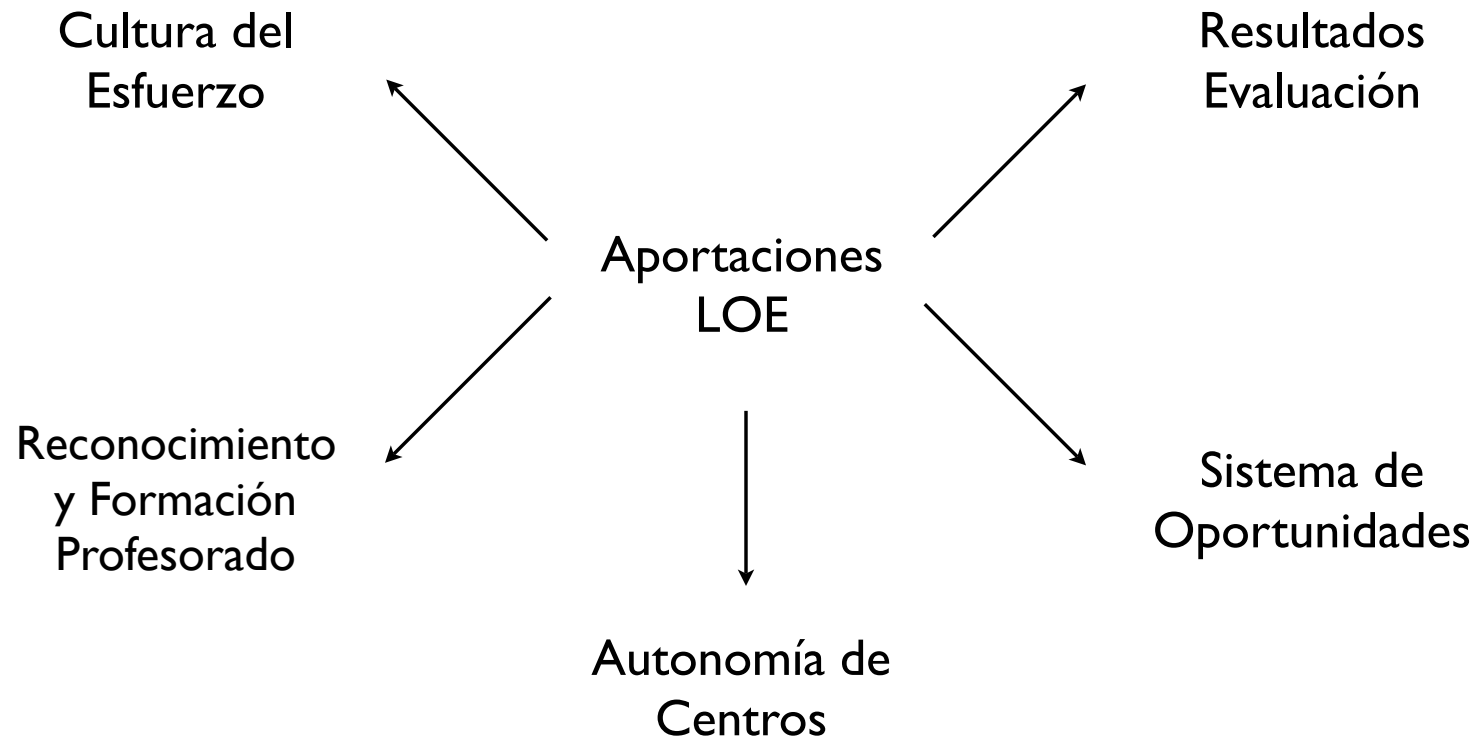 Cultura del
Esfuerzo
Resultados
Evaluación
Aportaciones
LOE
Reconocimiento
y Formación
Profesorado
Sistema de
Oportunidades
Autonomía de
Centros